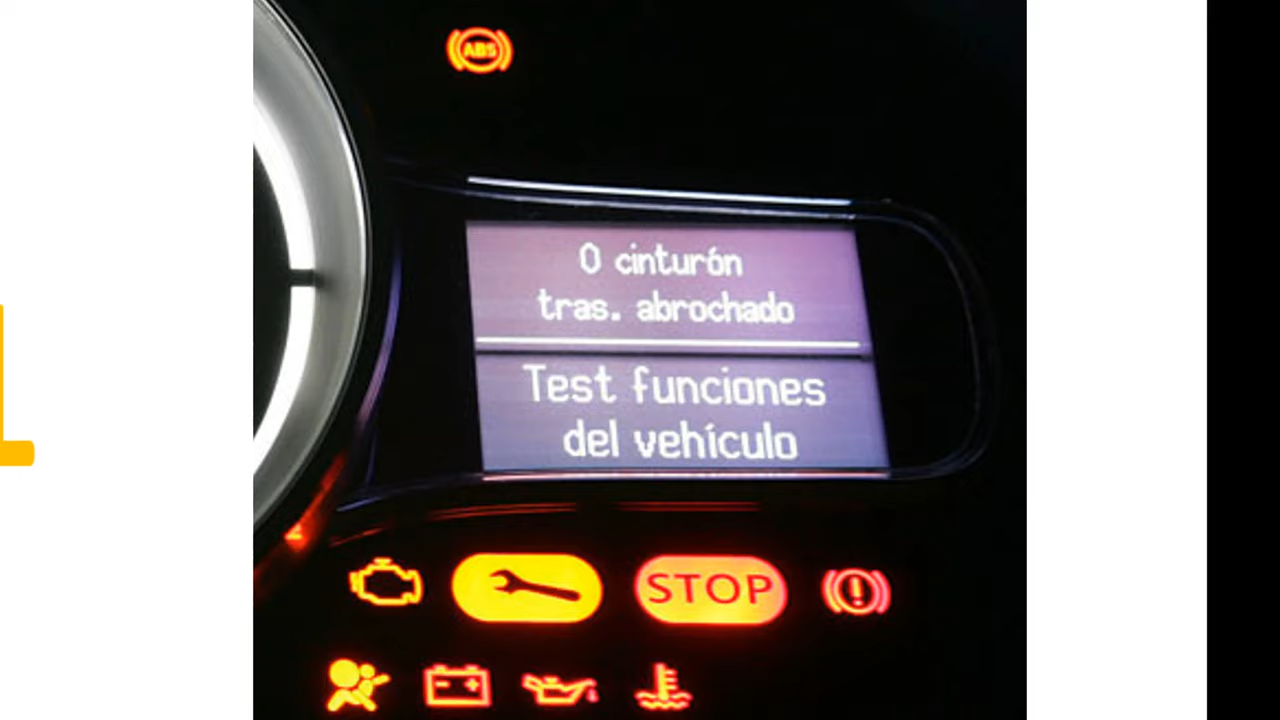 ABS
0 cinturón
tras. abrochado
Test funciones
del vehículo
STOP